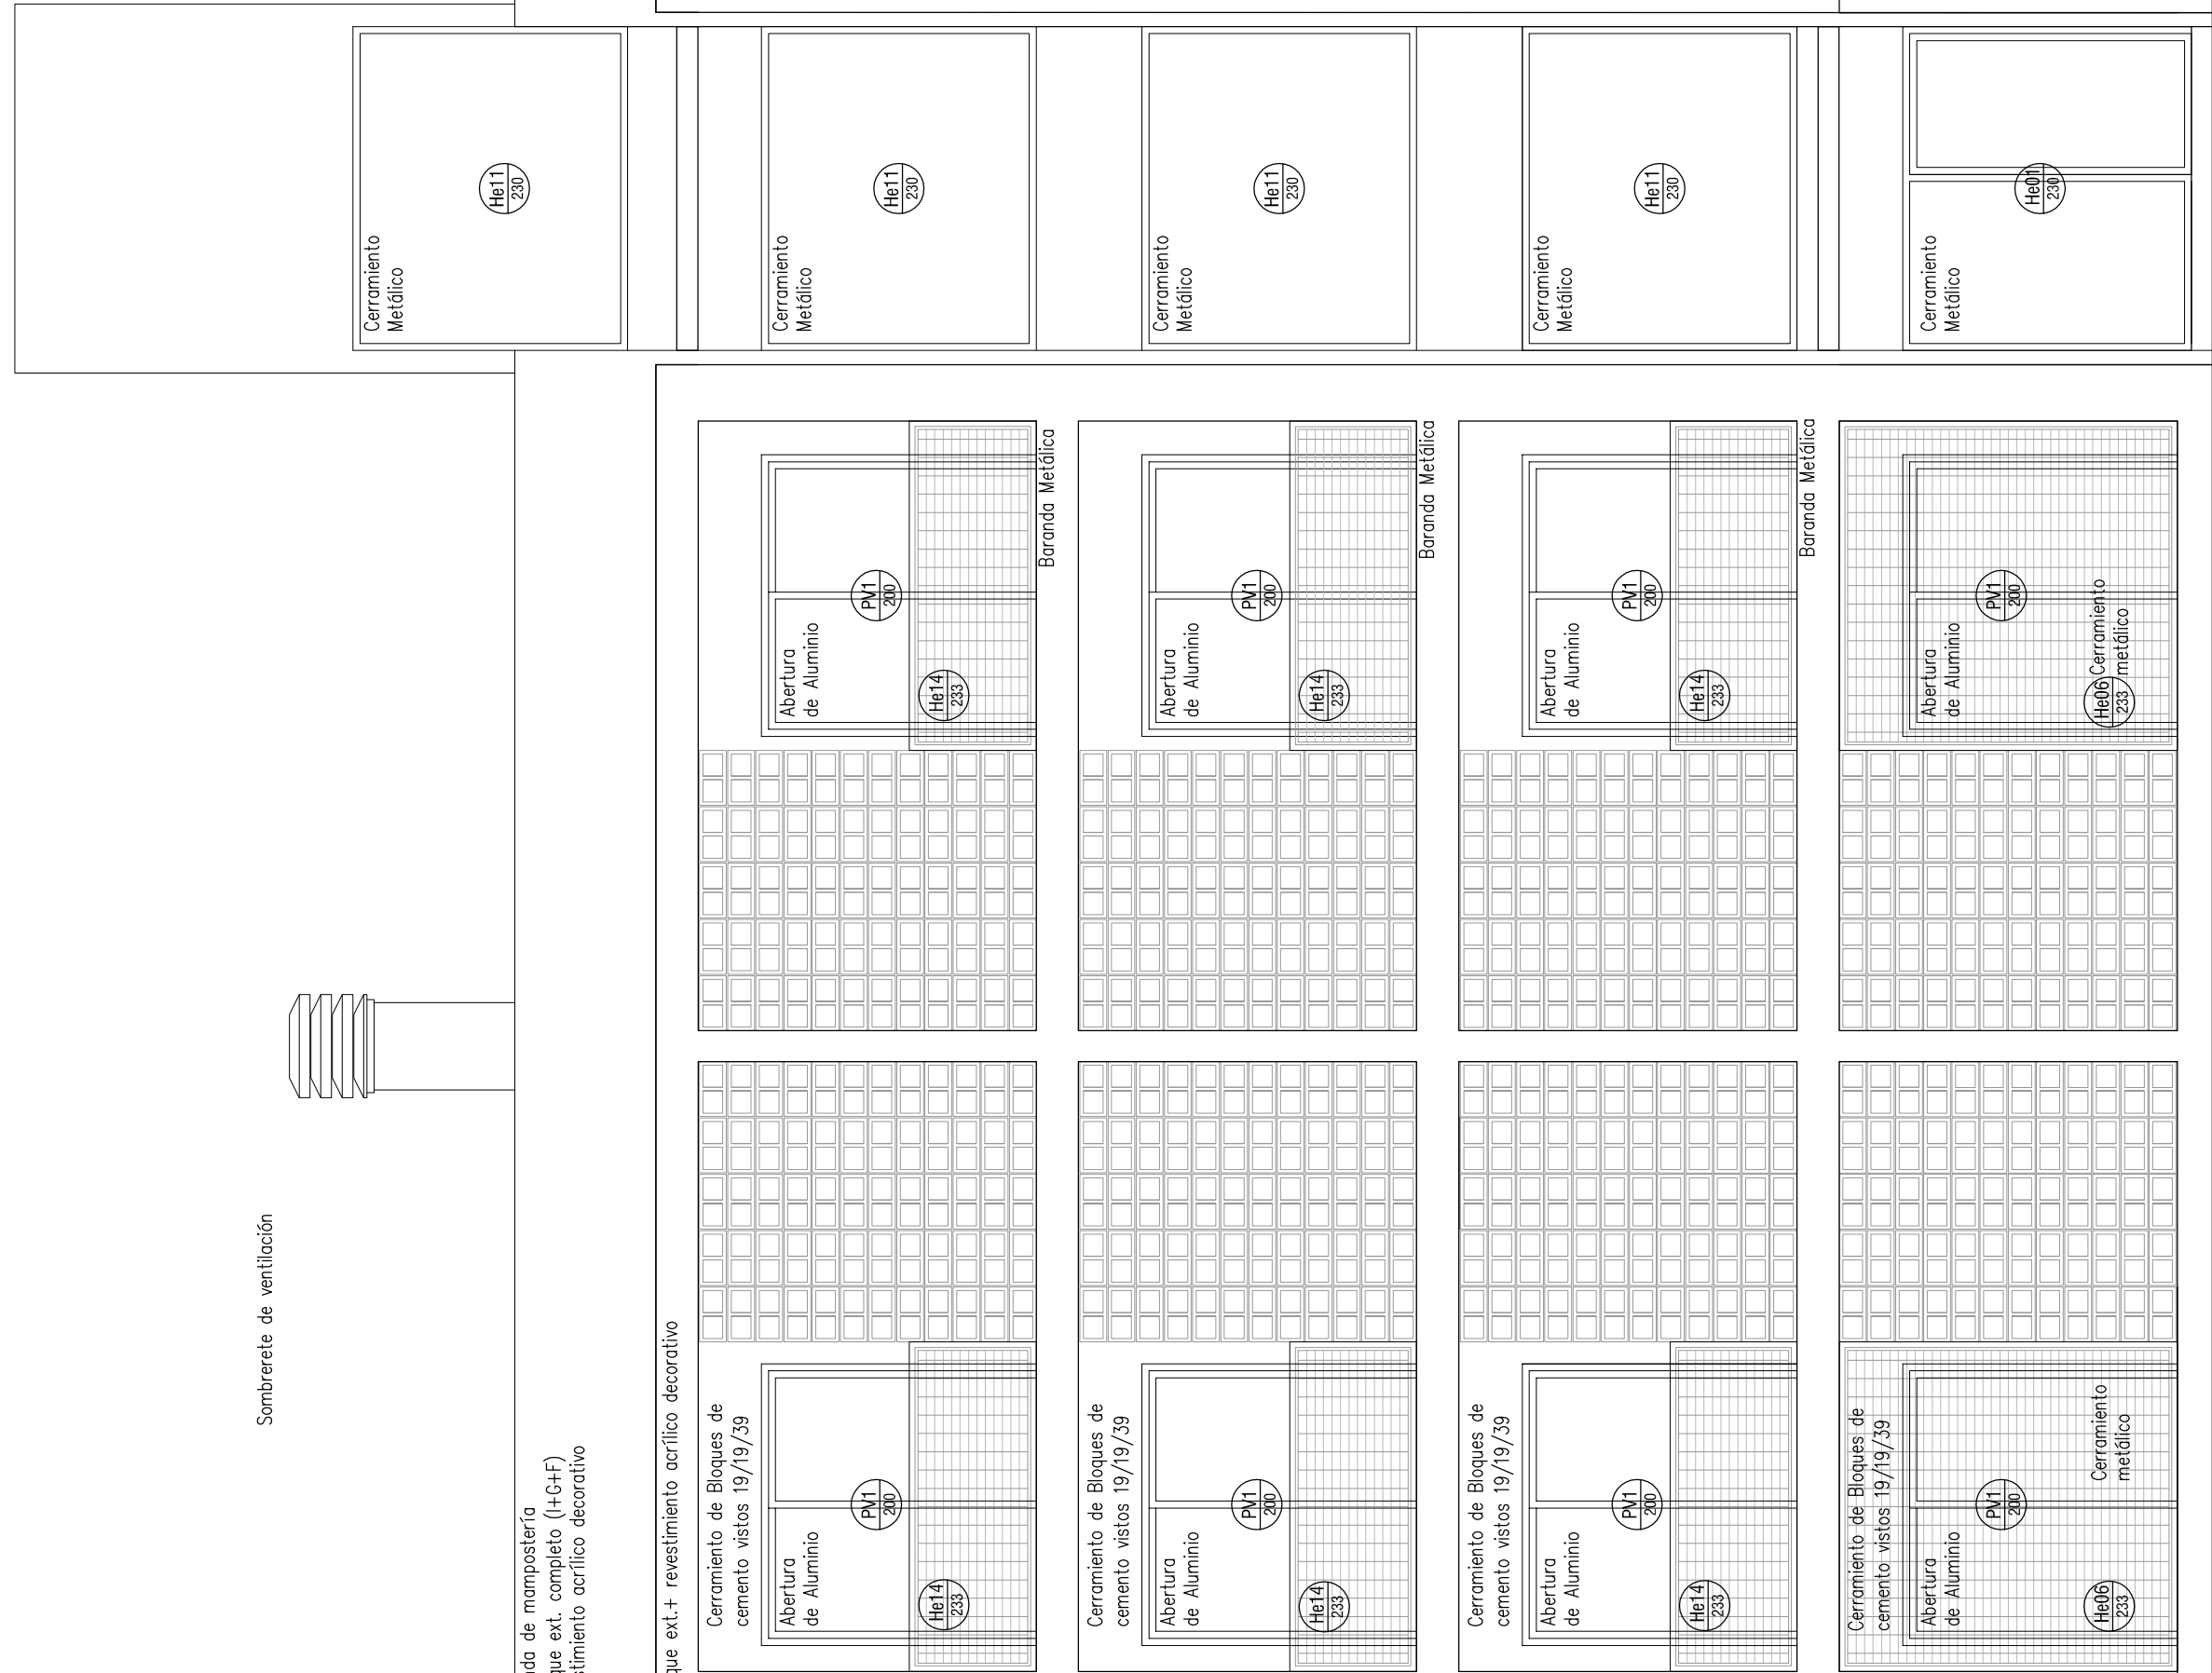 Sombrerete de ventilación
de mampostería
ext. completo (I+G+F)
acrílico decorativo
ext.+ revestimiento acrílico decorativo
Cerramiento
Metálico
He11
230
Cerramiento
Metálico
He11
230
Cerramiento
Metálico
He11
230
Cerramiento
Metálico
He11
230
Cerramiento
Metálico
He01
230
Cerramiento de Bloques de
cemento vistos 19/19/39
Abertura
de Aluminio
PV1
200
He14
233
Abertura
de Aluminio
PV1
200
He14
233
Baranda Metálica
Cerramiento de Bloques de
cemento vistos 19/19/39
Abertura
de Aluminio
PV1
200
He14
233
Abertura
de Aluminio
PV1
200
He14
233
Baranda Metálica
Cerramiento de Bloques de
cemento vistos 19/19/39
Abertura
de Aluminio
PV1
200
He14
233
Abertura
de Aluminio
PV1
200
He14
233
Baranda Metálica
Cerramiento de Bloques de
cemento vistos 19/19/39
Abertura
de Aluminio
PV1
200
He06
233
Cerramiento
metálico
Abertura
de Aluminio
PV1
200
He06
233
Cerramiento
metálico